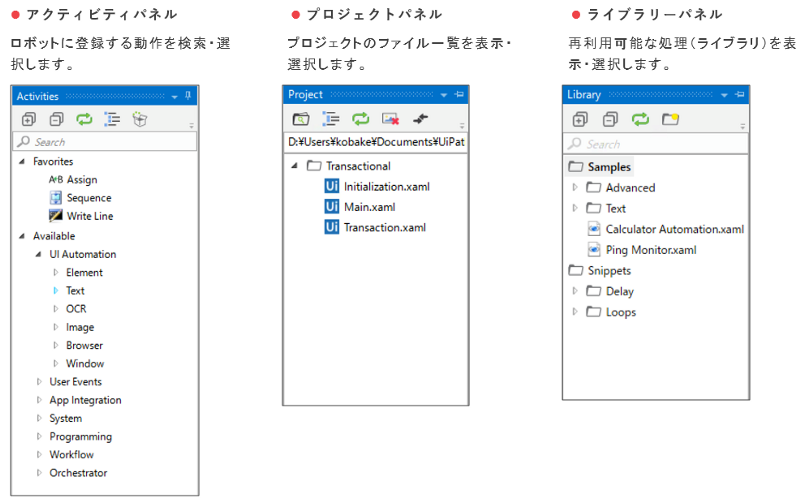 アクティビティパネル
ロボットに登録する動作を検索・選
択します。
Activities
Search
Favorites
A+B Assign
Sequence
Write Line
Available
UI Automation
Element
Text
OCR
Image
Browser
Window
User Events
App Integration
System
Programming
Workflow
Orchestrator
プロジェクトパネル
プロジェクトのファイル一覧を表示・
選択します。
Project
D:¥Users¥kobake¥Documents¥UiPat
Transactional
Ui Initialization.xaml
Ui Main.xaml
Ui Transaction.xaml
ライブラリーパネル
再利用可能な処理(ライブラリ)を表
示・選択します。
Library
Search
Samples
Advanced
Text
Calculator Automation.xaml
Ping Monitor.xaml
Snippets
Delay
Loops